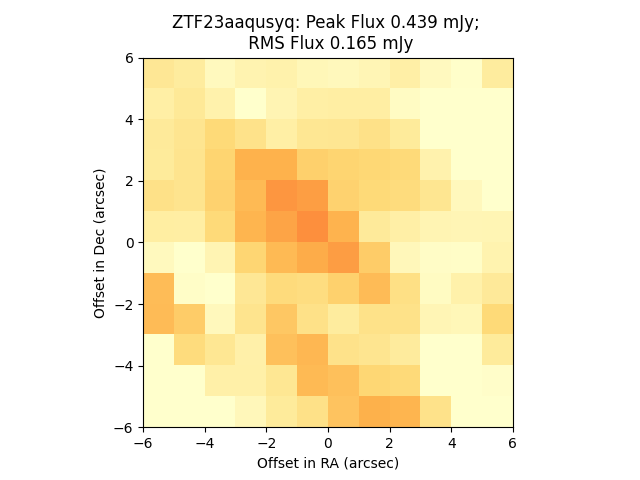 ZTF23aaqusyq: Peak Flux 0.439 mJy;
RMS Flux 0.165 mJy
6
4
2
0
−2
−4
−6
Offset in Dec (arcsec)
−6 −4 −2 0 2 4 6
Offset in RA (arcsec)